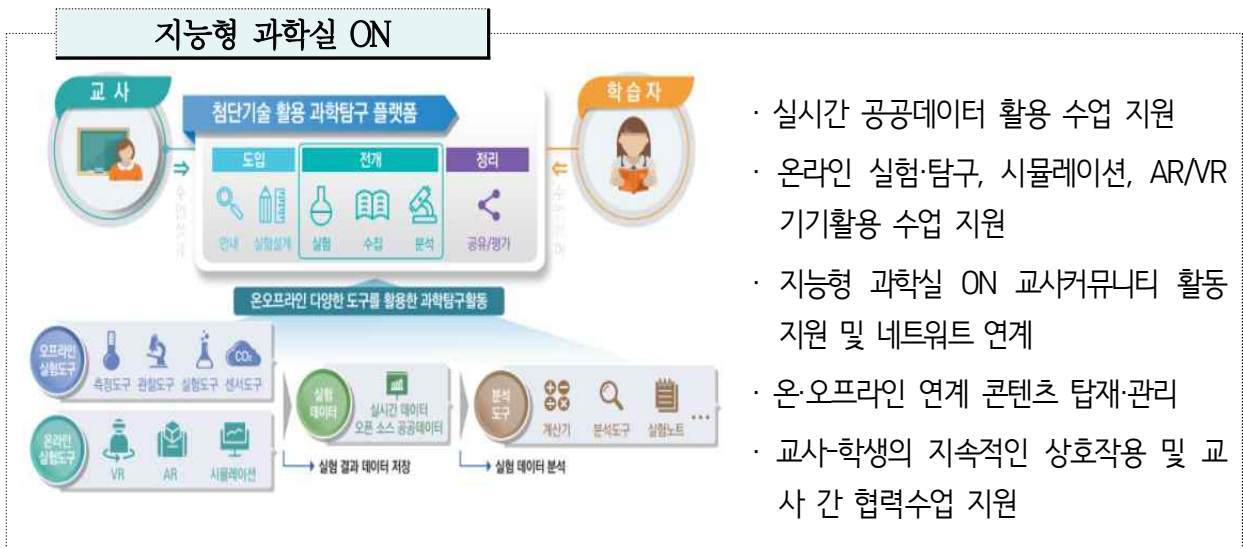 지능형 과학실 ON
교사
학습자
첨단기술 활용 과학탐구 플랫폼
도입 전개 정리
안내 실험설계 실험 수집 분석 공유/평가
온오프라인 다양한 도구를 활용한 과학탐구활동
오프라인
실험도구
측정도구 관찰도구 실험도구 센서도구
CO₂
온라인
실험도구
VR AR 시뮬레이션
실험
데이터
실시간 데이터
오픈 소스 공공데이터
실험 결과 데이터 저장
분석
도구
계산기 분석도구 실험노트
...
실험 데이터 분석
· 실시간 공공데이터 활용 수업 지원
· 온라인 실험·탐구, 시뮬레이션, AR/VR
기기활용 수업 지원
· 지능형 과학실 ON 교사커뮤니티 활동
지원 및 네트워트 연계
· 온·오프라인 연계 콘텐츠 탑재·관리
· 교사-학생의 지속적인 상호작용 및 교
사 간 협력수업 지원